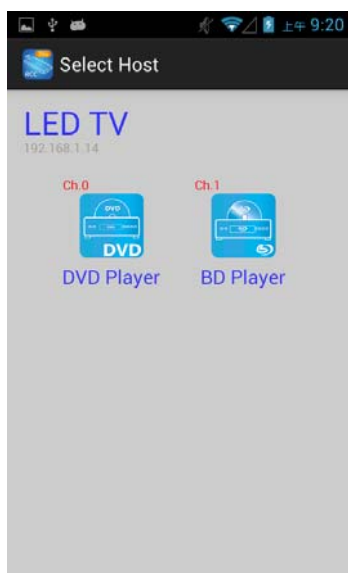 上午 9:20
Select Host
LED TV
192.168.1.14
Ch.0 Ch.1
DVD
DVD
DVD Player BD Player